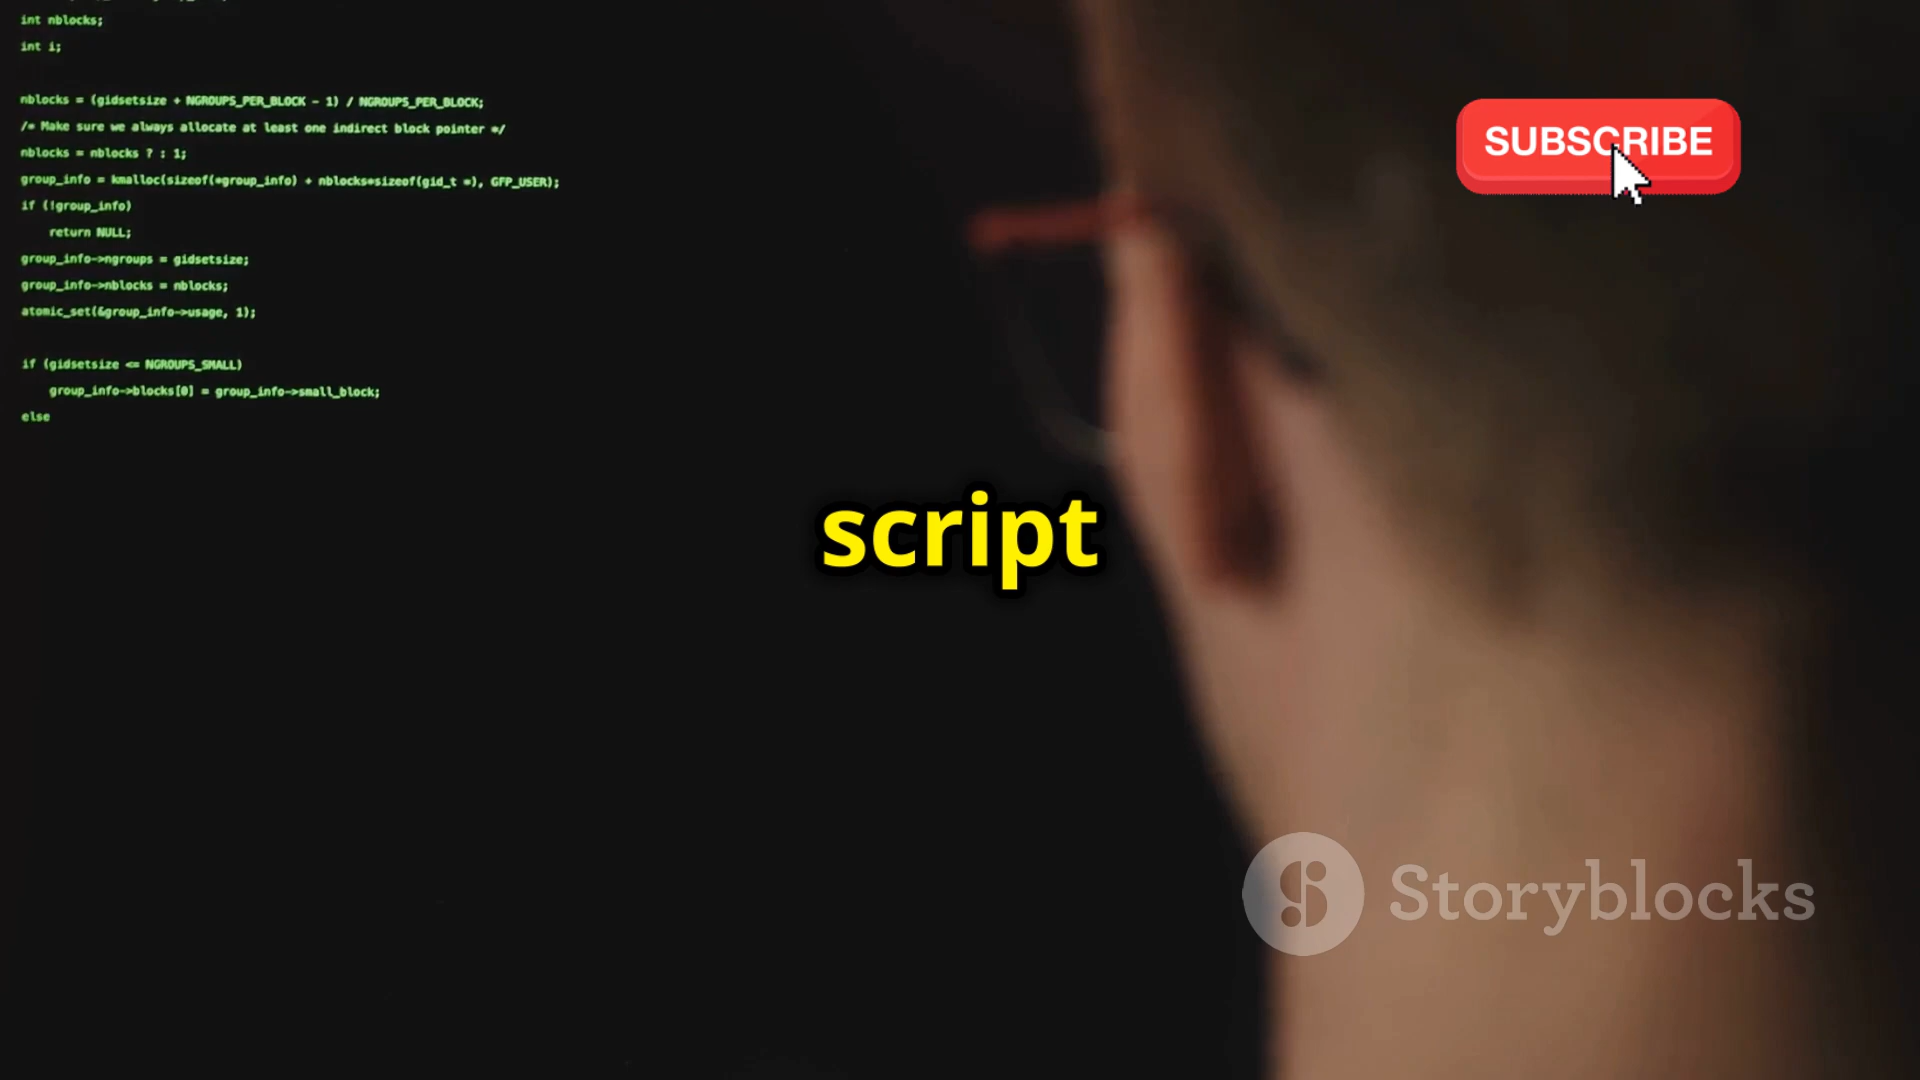 int nblocks;
int i;
nblocks = (gidsetsize + NGROUPS_PER_BLOCK - 1) / NGROUPS_PER_BLOCK;
/* Make sure we always allocate at least one indirect block pointer */
nblocks = nblocks ? : 1;
group_info = kmalloc(sizeof(*group_info) + nblocks*sizeof(gid_t *), GFP_USER);
if (!group_info)
return NULL;
group_info->ngroups = gidsetsize;
group_info->nblocks = nblocks;
atomic_set(&group_info->usage, 1);
if (gidsetsize <= NGROUPS_SMALL)
group_info->blocks[0] = group_info->small_block;
else
SUBSCRIBE
script
Storyblocks